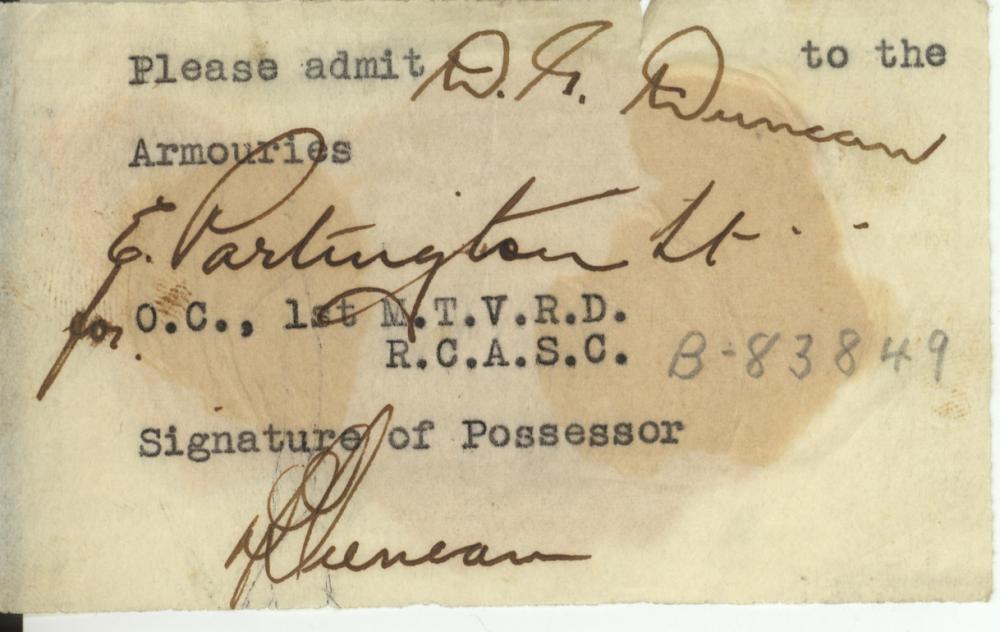 Please admit D. G. Duncan to the
Armouries
E. Partington Lt
for O.C., 1st M.T.V.R.D.
R.C.A.S.C. B-83849
Signature of Possessor
D Duncan